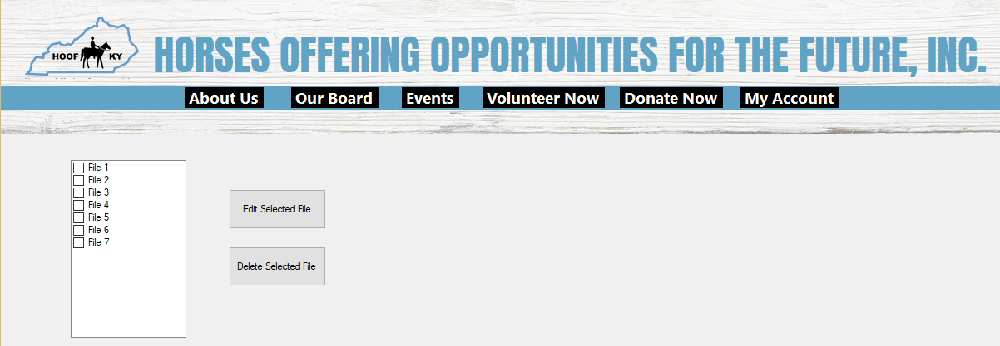 HOOF KY
HORSES OFFERING OPPORTUNITIES FOR THE FUTURE, INC.
About Us Our Board Events Volunteer Now Donate Now My Account
File 1
File 2
File 3
File 4
File 5
File 6
File 7
Edit Selected File
Delete Selected File